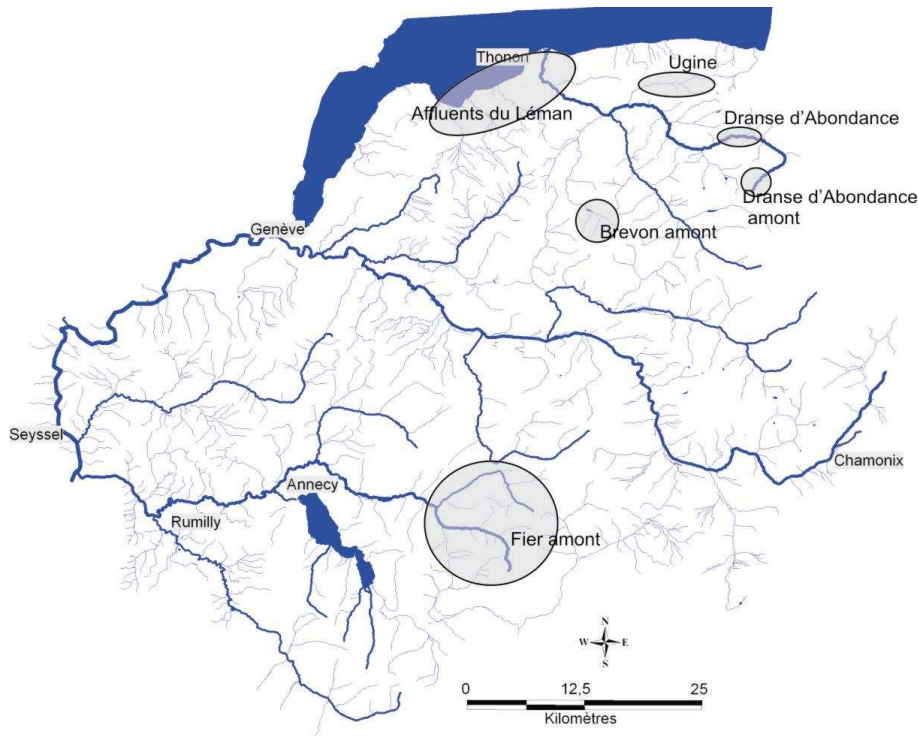 Thonon
Ugine
Affluents du Léman
Dranse d'Abondance
Dranse d'Abondance
amont
Brevon amont
Genève
Seyssel
Chamonix
Annecy
Rumilly
Fier amont
N
W E
S
0 12,5 25
Kilomètres